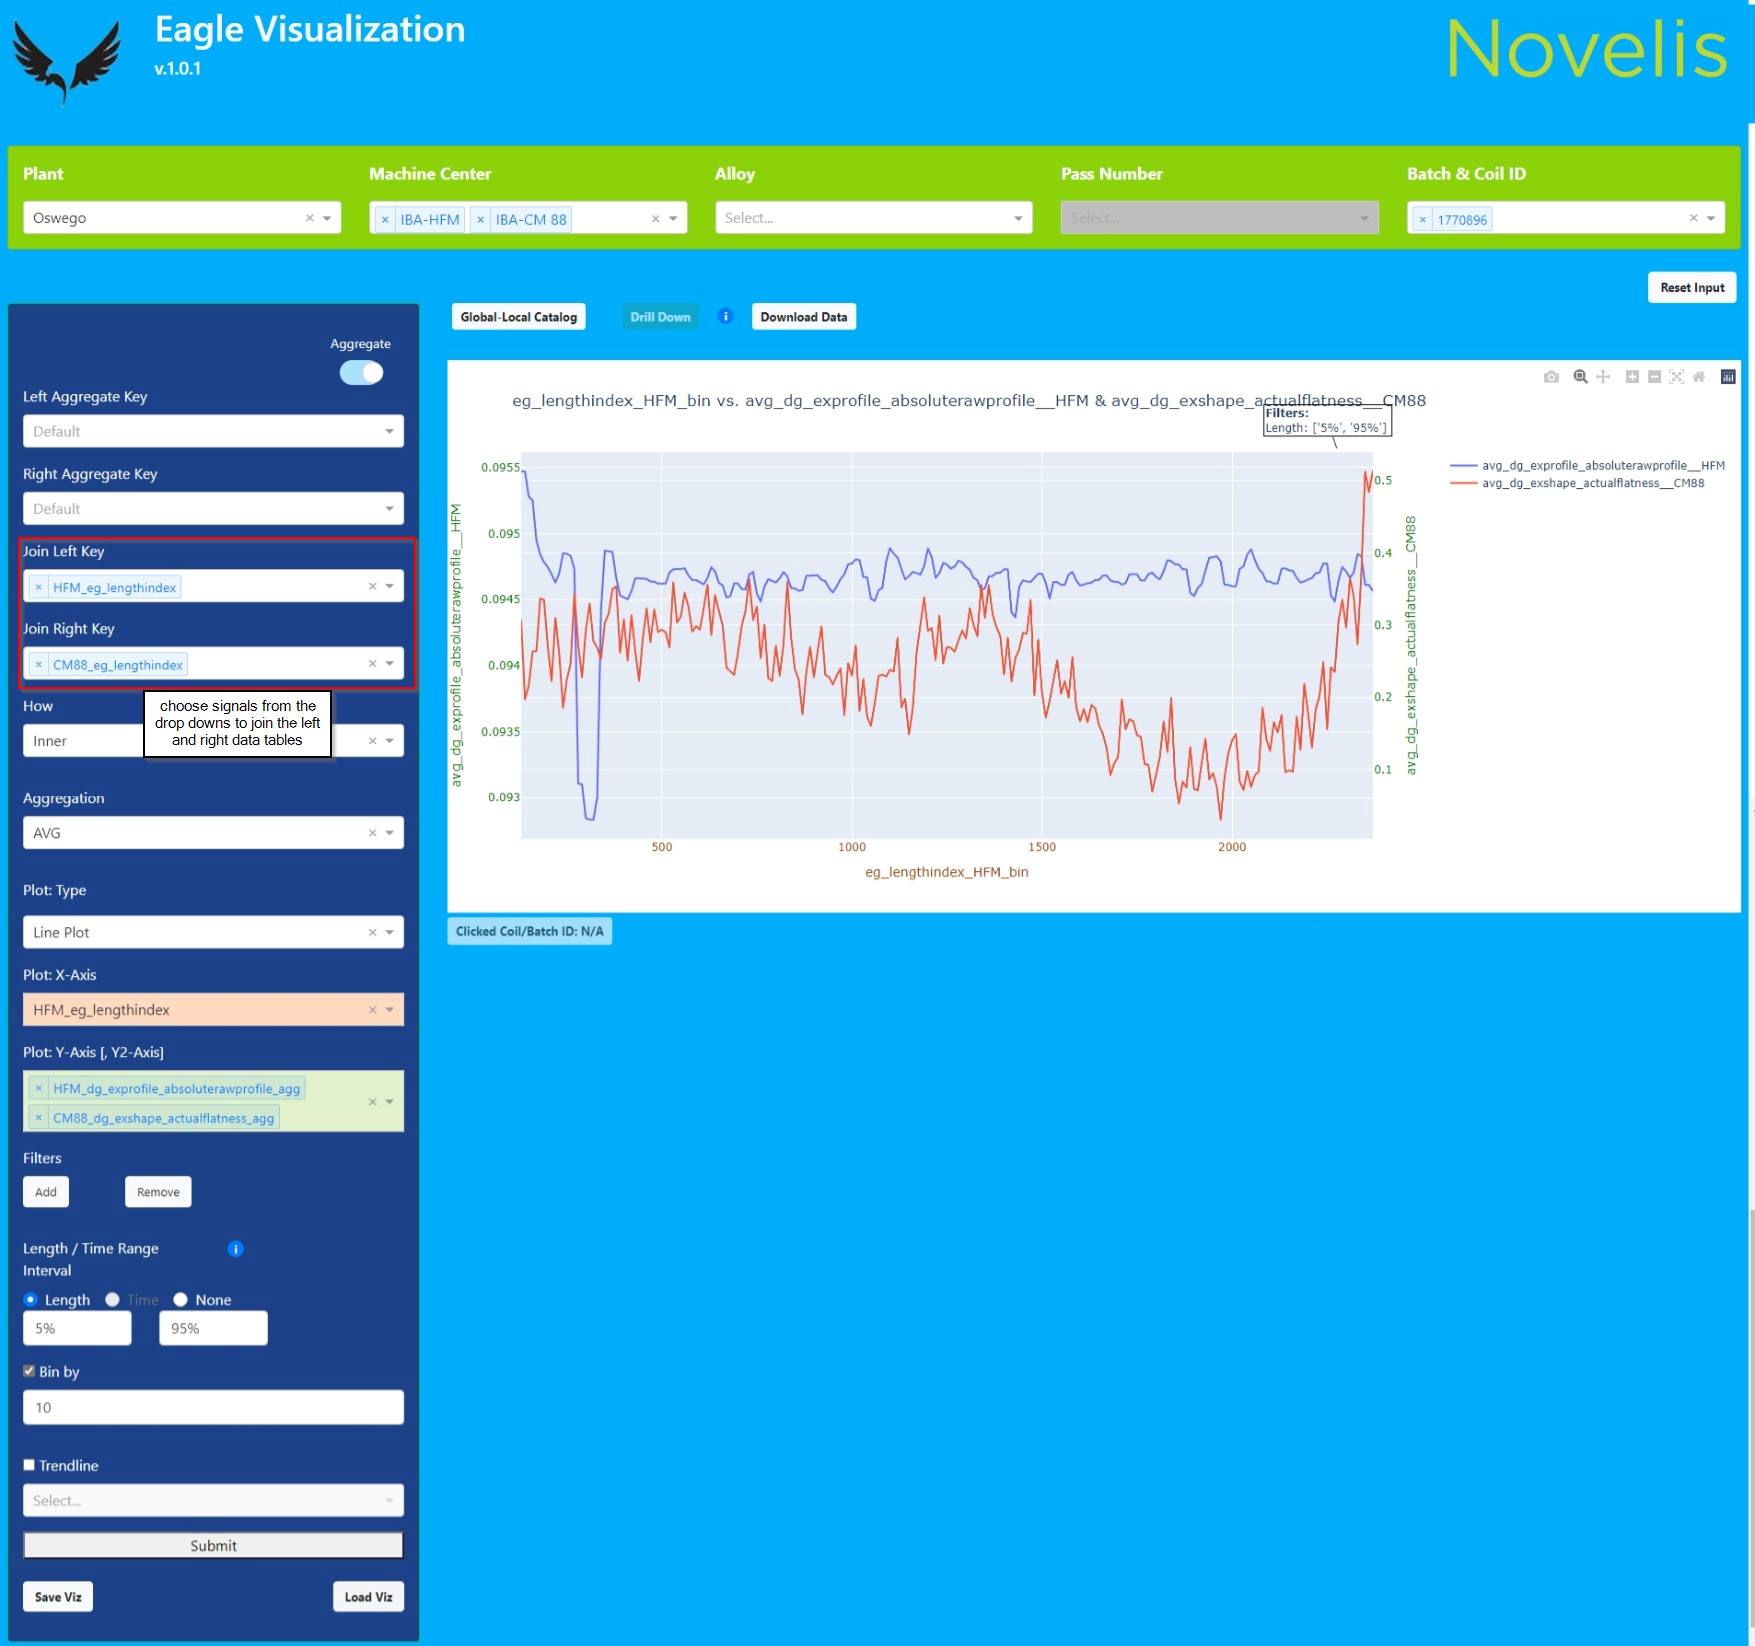 Eagle Visualization
v.1.0.1
Novelis
Plant
Machine Center
Alloy
Pass Number
Batch & Coil ID
Oswego
× IBA-HFM × IBA-CM 88
Select...
Select...
× 1770896
Reset Input
Global-Local Catalog
Drill Down
Download Data
Aggregate
Left Aggregate Key
Default
Right Aggregate Key
Default
Join Left Key
× HFM_eg_lengthindex
Join Right Key
× CM88_eg_lengthindex
choose signals from the
drop downs to join the left
and right data tables
How
Inner
Aggregation
AVG
Plot: Type
Line Plot
Plot: X-Axis
HFM_eg_lengthindex
Plot: Y-Axis [, Y2-Axis]
× HFM_dg_exprofile_absoluterawprofile_agg
× CM88_dg_exshape_actualflatness_agg
Filters
Add
Remove
Length / Time Range
Interval
Length
Time
None
5%
95%
Bin by
10
Trendline
Select...
Submit
Save Viz
Load Viz
eg_lengthindex_HFM_bin vs. avg_dg_exprofile_absoluterawprofile__HFM & avg_dg_exshape_actualflatness__CM88
Filters:
Length: ['5%', '95%']
avg_dg_exprofile_absoluterawprofile__HFM
avg_dg_exshape_actualflatness__CM88
avg_dg_exprofile_absoluterawprofile__HFM
0.0955
0.095
0.0945
0.094
0.0935
0.093
0.5
0.4
0.3
0.2
0.1
avg_dg_exshape_actualflatness__CM88
500
1000
1500
2000
eg_lengthindex_HFM_bin
Clicked Coil/Batch ID: N/A